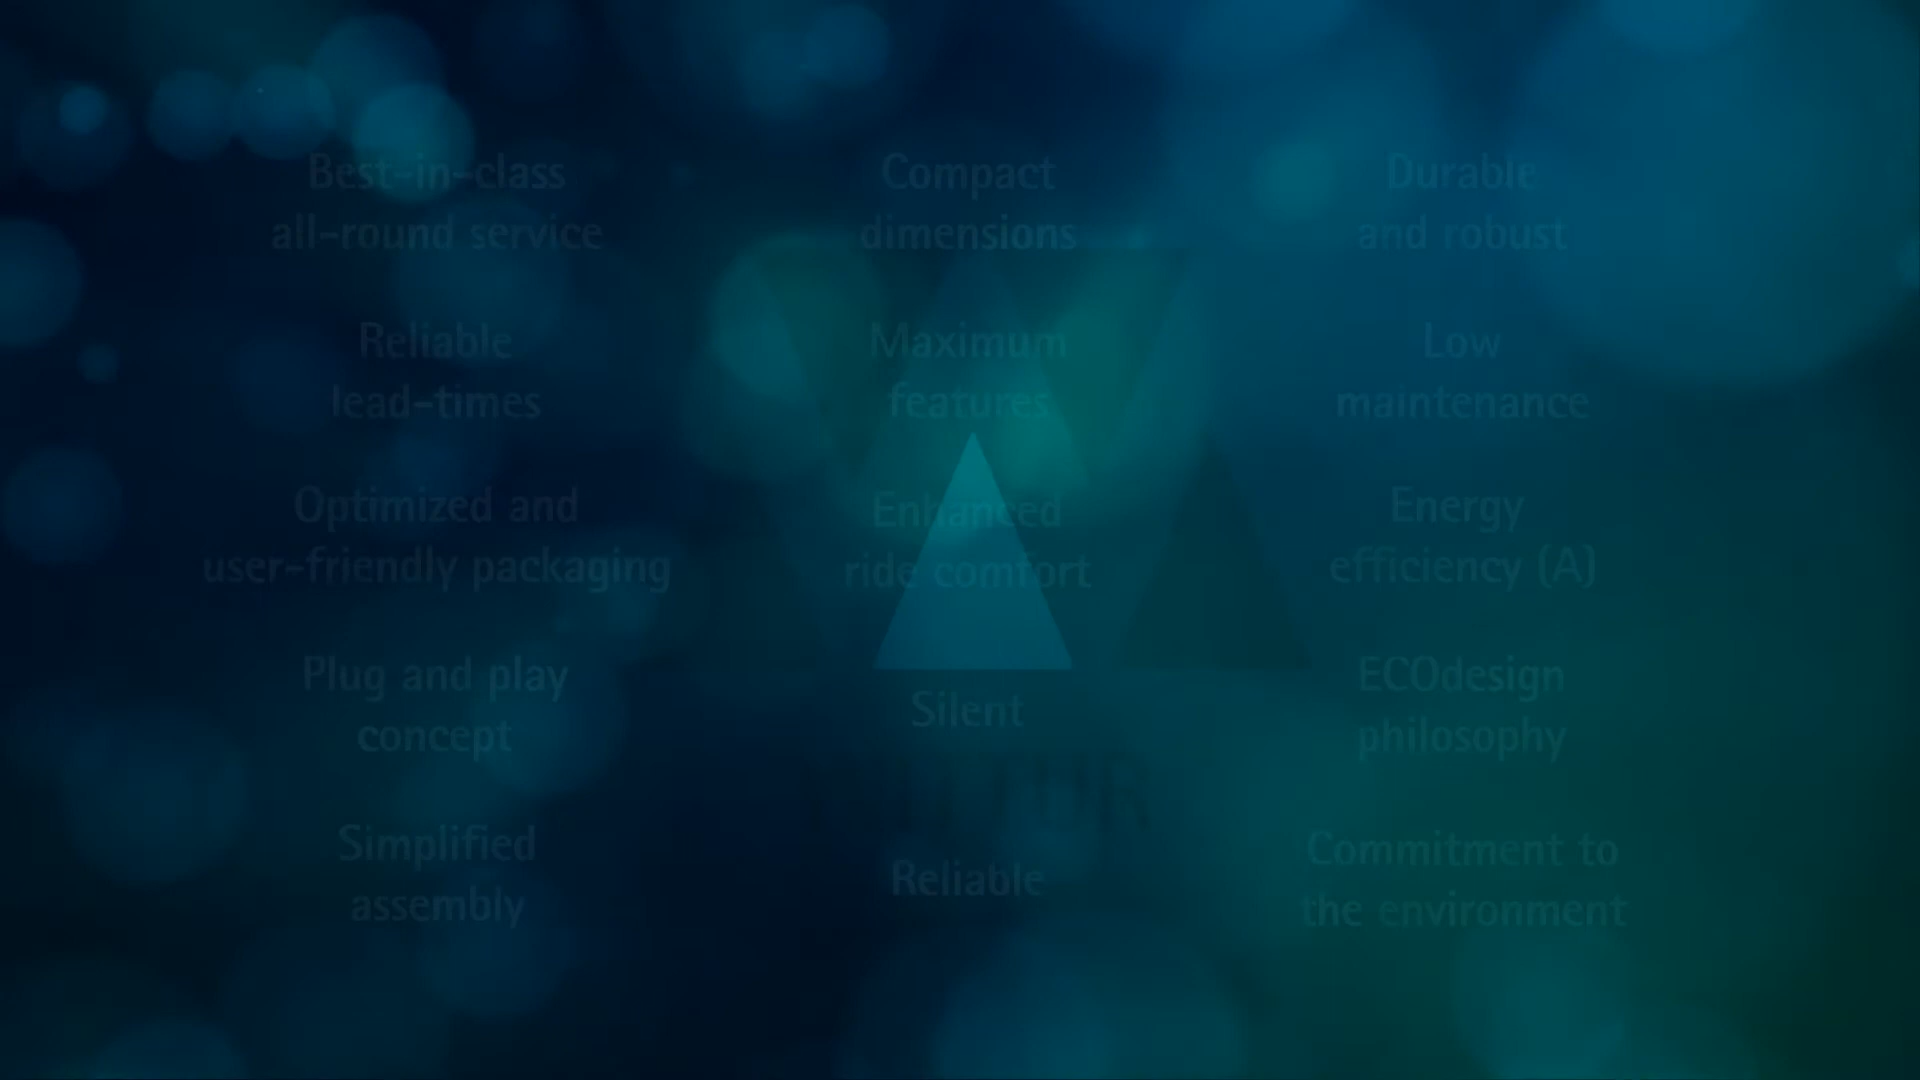 Best-in-class
all-round service
Reliable
lead-times
Optimized and
user-friendly packaging
Plug and play
concept
Simplified
assembly
Compact
dimensions
Maximum
features
Enhanced
ride comfort
Silent
Reliable
Durable
and robust
Low
maintenance
Energy
efficiency (A)
ECOdesign
philosophy
Commitment to
the environment